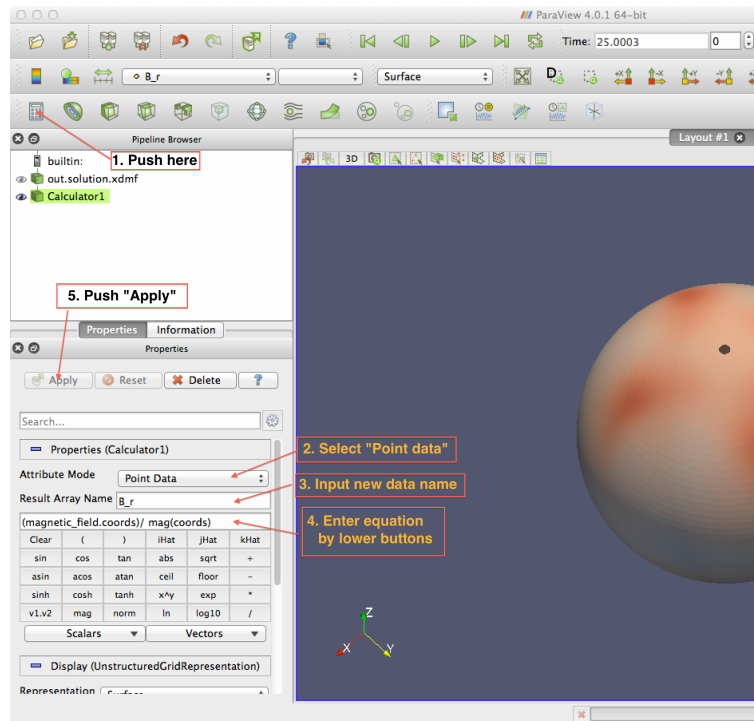 ParaView 4.0.1 64-bit
Time: 25.0003 0
B_r Surface
-X +X +Y -Y
Layout #1
Pipeline Browser
3D
1. Push here
builtin:
out.solution.xdmf
Calculator1
5. Push "Apply"
Properties Information
Properties
Apply Reset Delete ?
Search...
Properties (Calculator1)
2. Select "Point data"
Attribute Mode Point Data
3. Input new data name
Result Array Name B_r
(magnetic_field.coords)/ mag(coords)
4. Enter equation
by lower buttons
Clear ( ) iHat jHat kHat
sin cos tan abs sqrt +
asin acos atan ceil floor -
sinh cosh tanh x^y exp *
v1.v2 mag norm ln log10 /
Scalars Vectors
Display (UnstructuredGridRepresentation)
Representation Surface
Z
X
Y